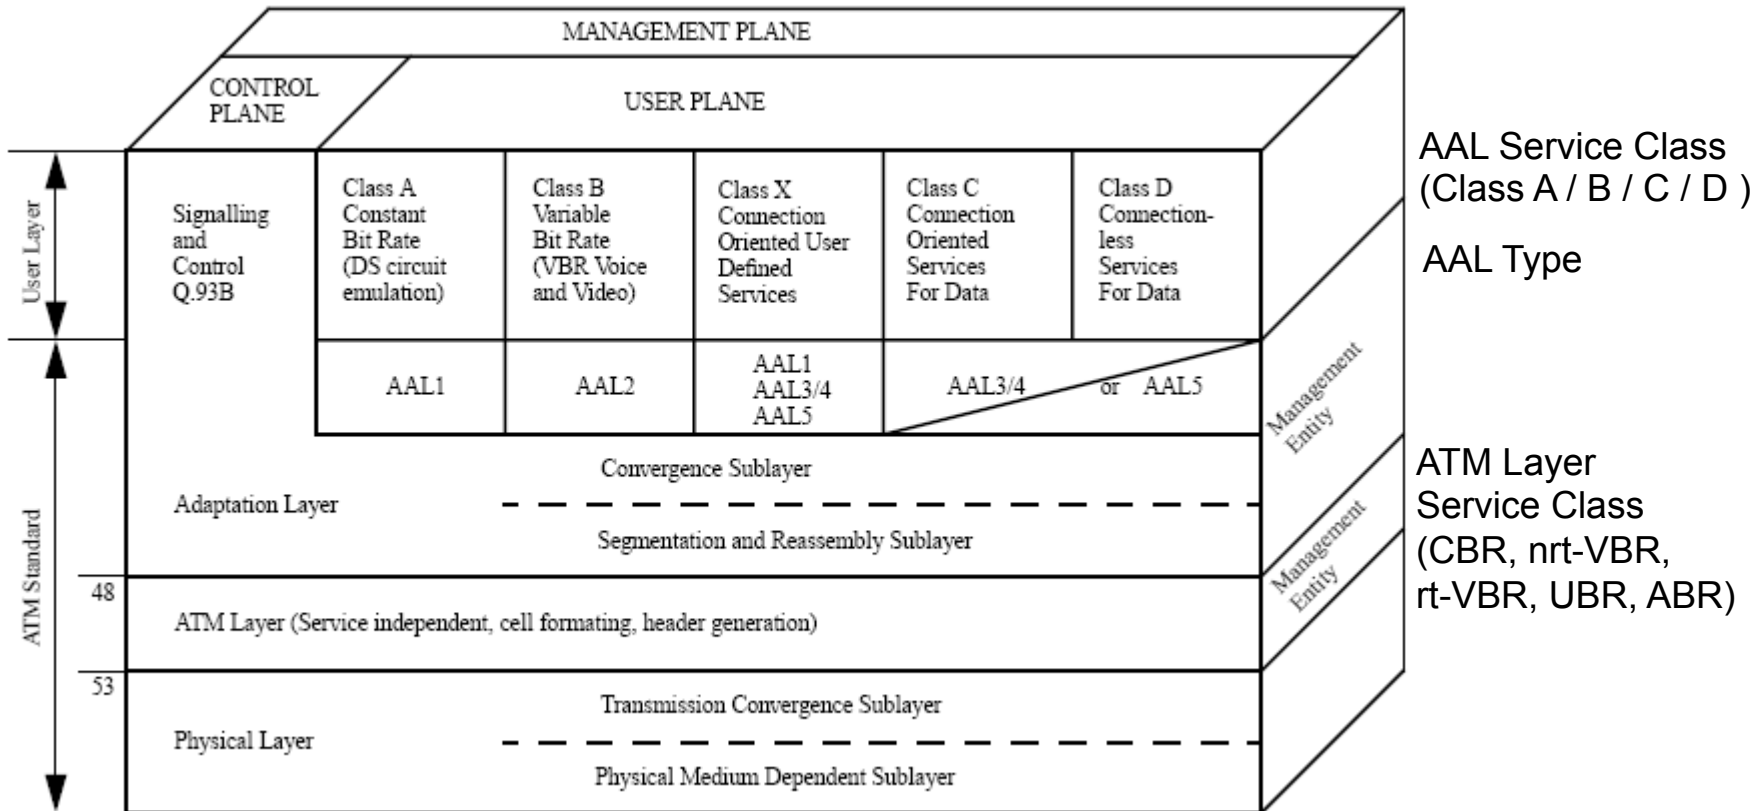 MANAGEMENT PLANE
CONTROL
PLANE
USER PLANE
User Layer
Signalling
and
Control
Q.93B
Class A
Constant
Bit Rate
(DS circuit
emulation)
Class B
Variable
Bit Rate
(VBR Voice
and Video)
Class X
Connection
Oriented User
Defined
Services
Class C
Connection
Oriented
Services
For Data
Class D
Connection-
less
Services
For Data
AAL Service Class
(Class A / B / C / D )
AAL Type
ATM Standard
AAL1
AAL2
AAL1
AAL3/4
AAL5
AAL3/4
or AAL5
Management
Entity
Convergence Sublayer
Adaptation Layer
Segmentation and Reassembly Sublayer
ATM Layer
Service Class
(CBR, nrt-VBR,
rt-VBR, UBR, ABR)
Management
Entity
48
ATM Layer (Service independent, cell formating, header generation)
53
Transmission Convergence Sublayer
Physical Layer
Physical Medium Dependent Sublayer